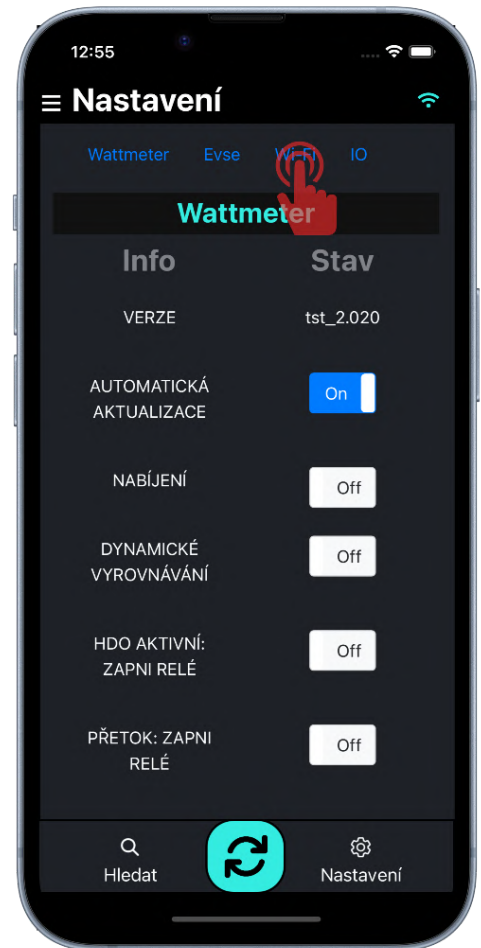 12:55
Nastavení
Wattmeter Evse Wi-Fi IO
Wattmeter
Info Stav
VERZE tst_2.020
AUTOMATICKÁ
AKTUALIZACE
On
NABÍJENÍ Off
DYNAMICKÉ
VYROVNÁVÁNÍ
Off
HDO AKTIVNÍ:
ZAPNI RELÉ
Off
PŘETOK: ZAPNI
RELÉ
Off
Hledat Nastavení